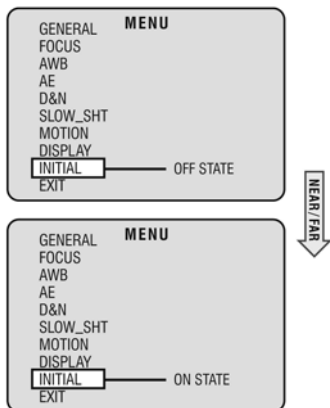 MENU
GENERAL
FOCUS
AWB
AE
D&N
SLOW_SHT
MOTION
DISPLAY
INITIAL OFF STATE
EXIT
NEAR/FAR
MENU
GENERAL
FOCUS
AWB
AE
D&N
SLOW_SHT
MOTION
DISPLAY
INITIAL ON STATE
EXIT